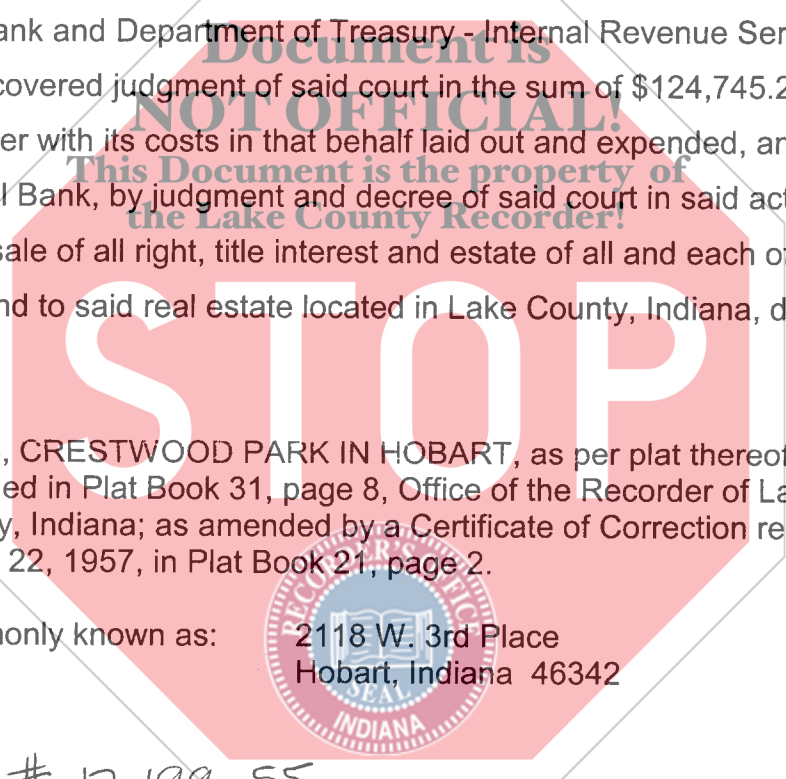 ank and Department of Treasury - Internal Revenue Ser
Document is
covered judgment of said court in the sum of $124,745.2
NOT OFFICIAL!
er with its costs in that behalf laid out and expended, an
This Document is the property of
l Bank, by judgment and decree of said court in said act
the Lake County Recorder!
sale of all right, title interest and estate of all and each of
nd to said real estate located in Lake County, Indiana, d
STOP
, CRESTWOOD PARK IN HOBART, as per plat thereof
ed in Plat Book 31, page 8, Office of the Recorder of La
y, Indiana; as amended by a Certificate of Correction re
22, 1957, in Plat Book 21, page 2.
RECORDER'S OFFICE
monly known as: 2118 W. 3rd Place
Hobart, Indiana 46342
SEAL
INDIANA